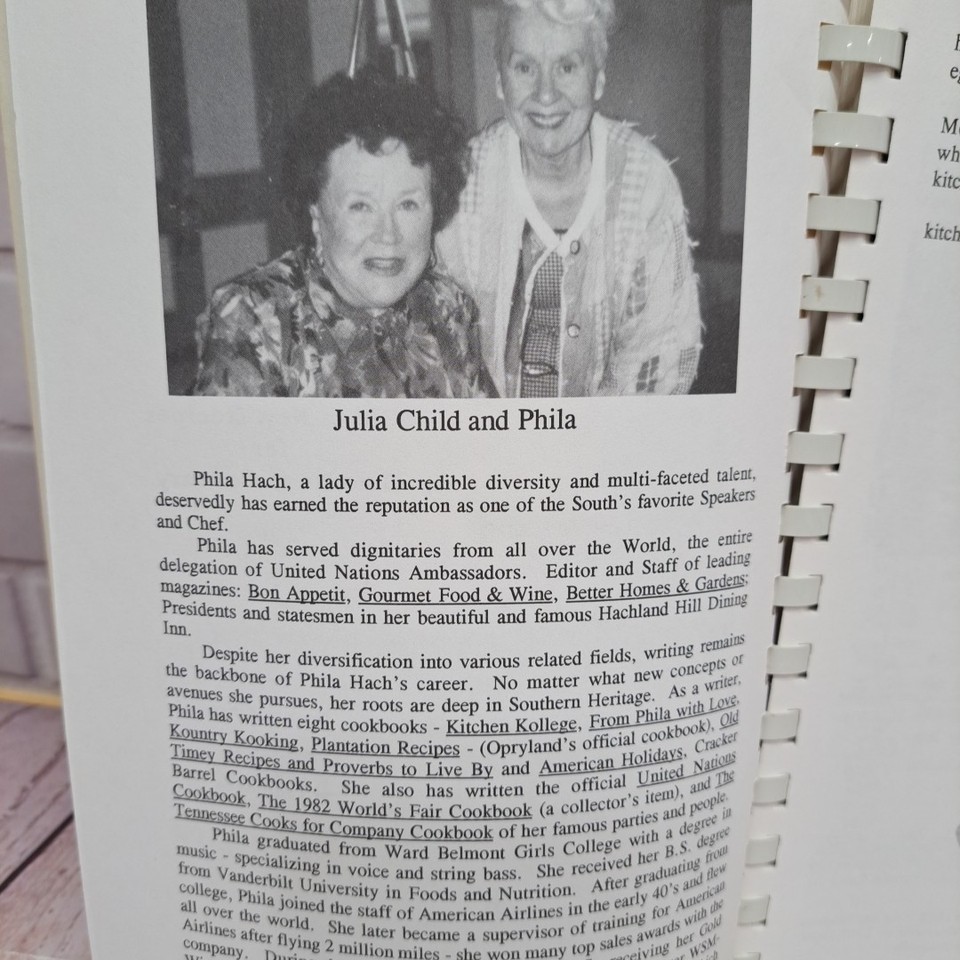 Julia Child and Phila
Phila Hach, a lady of incredible diversity and multi-faceted talent,
deservedly has earned the reputation as one of the South's favorite Speakers
and Chef.
Phila has served dignitaries from all over the World, the entire
delegation of United Nations Ambassadors. Editor and Staff of leading
magazines: Bon Appetit, Gourmet Food & Wine, Better Homes & Gardens;
Presidents and statesmen in her beautiful and famous Hachland Hill Dining
Inn.
Despite her diversification into various related fields, writing remains
the backbone of Phila Hach's career. No matter what new concepts or
avenues she pursues, her roots are deep in Southern Heritage. As a writer,
Phila has written eight cookbooks - Kitchen Kollege, From Phila with Love,
Kountry Kooking, Plantation Recipes - (Opryland's official cookbook), Old
Timey Recipes and Proverbs to Live By and American Holidays, Cracker
Barrel Cookbooks. She also has written the official United Nations
Cookbook, The 1982 World's Fair Cookbook (a collector's item), and The
Tennessee Cooks for Company Cookbook of her famous parties and people.
Phila graduated from Ward Belmont Girls College with a degree in
music - specializing in voice and string bass. She received her B.S. degree
from Vanderbilt University in Foods and Nutrition. After graduating from
college, Phila joined the staff of American Airlines in the early 40's and flew
all over the world. She later became a supervisor of training for American
Airlines after flying 2 million miles - she won many top sales awards with the
company. receiving her Gold
WSM-
kitch